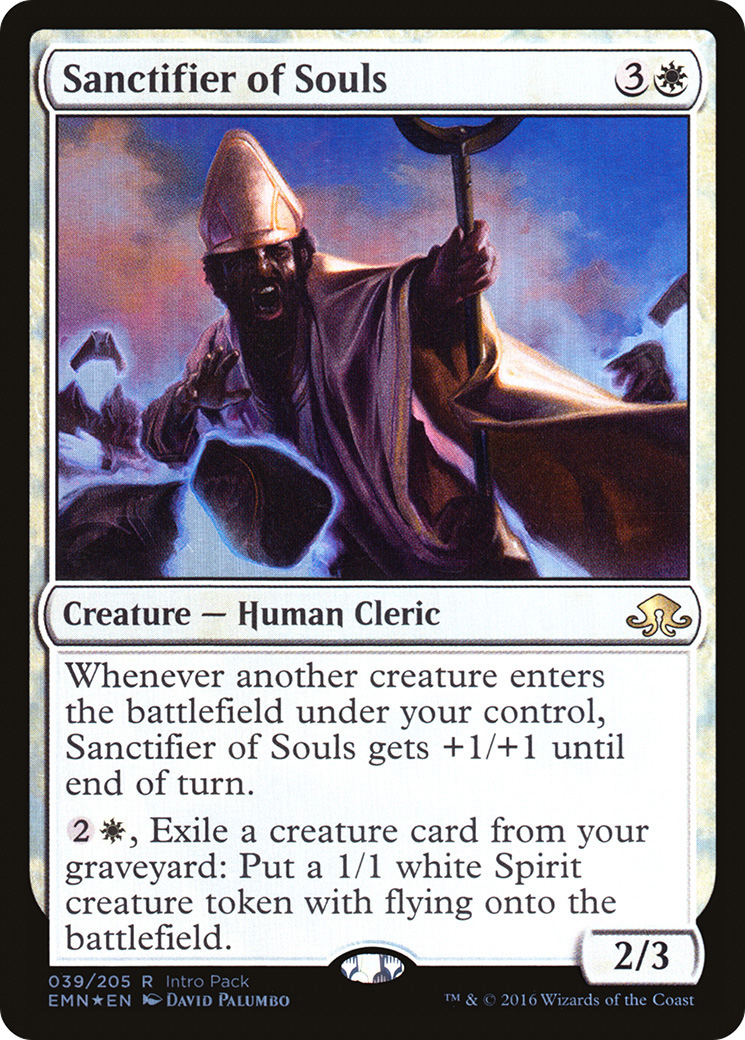 Sanctifier of Souls 3
Creature — Human Cleric
Whenever another creature enters
the battlefield under your control,
Sanctifier of Souls gets +1/+1 until
end of turn.
2 , Exile a creature card from your
graveyard: Put a 1/1 white Spirit
creature token with flying onto the
battlefield.
2/3
039/205 R Intro Pack
EMN★EN David Palumbo
™ & © 2016 Wizards of the Coast